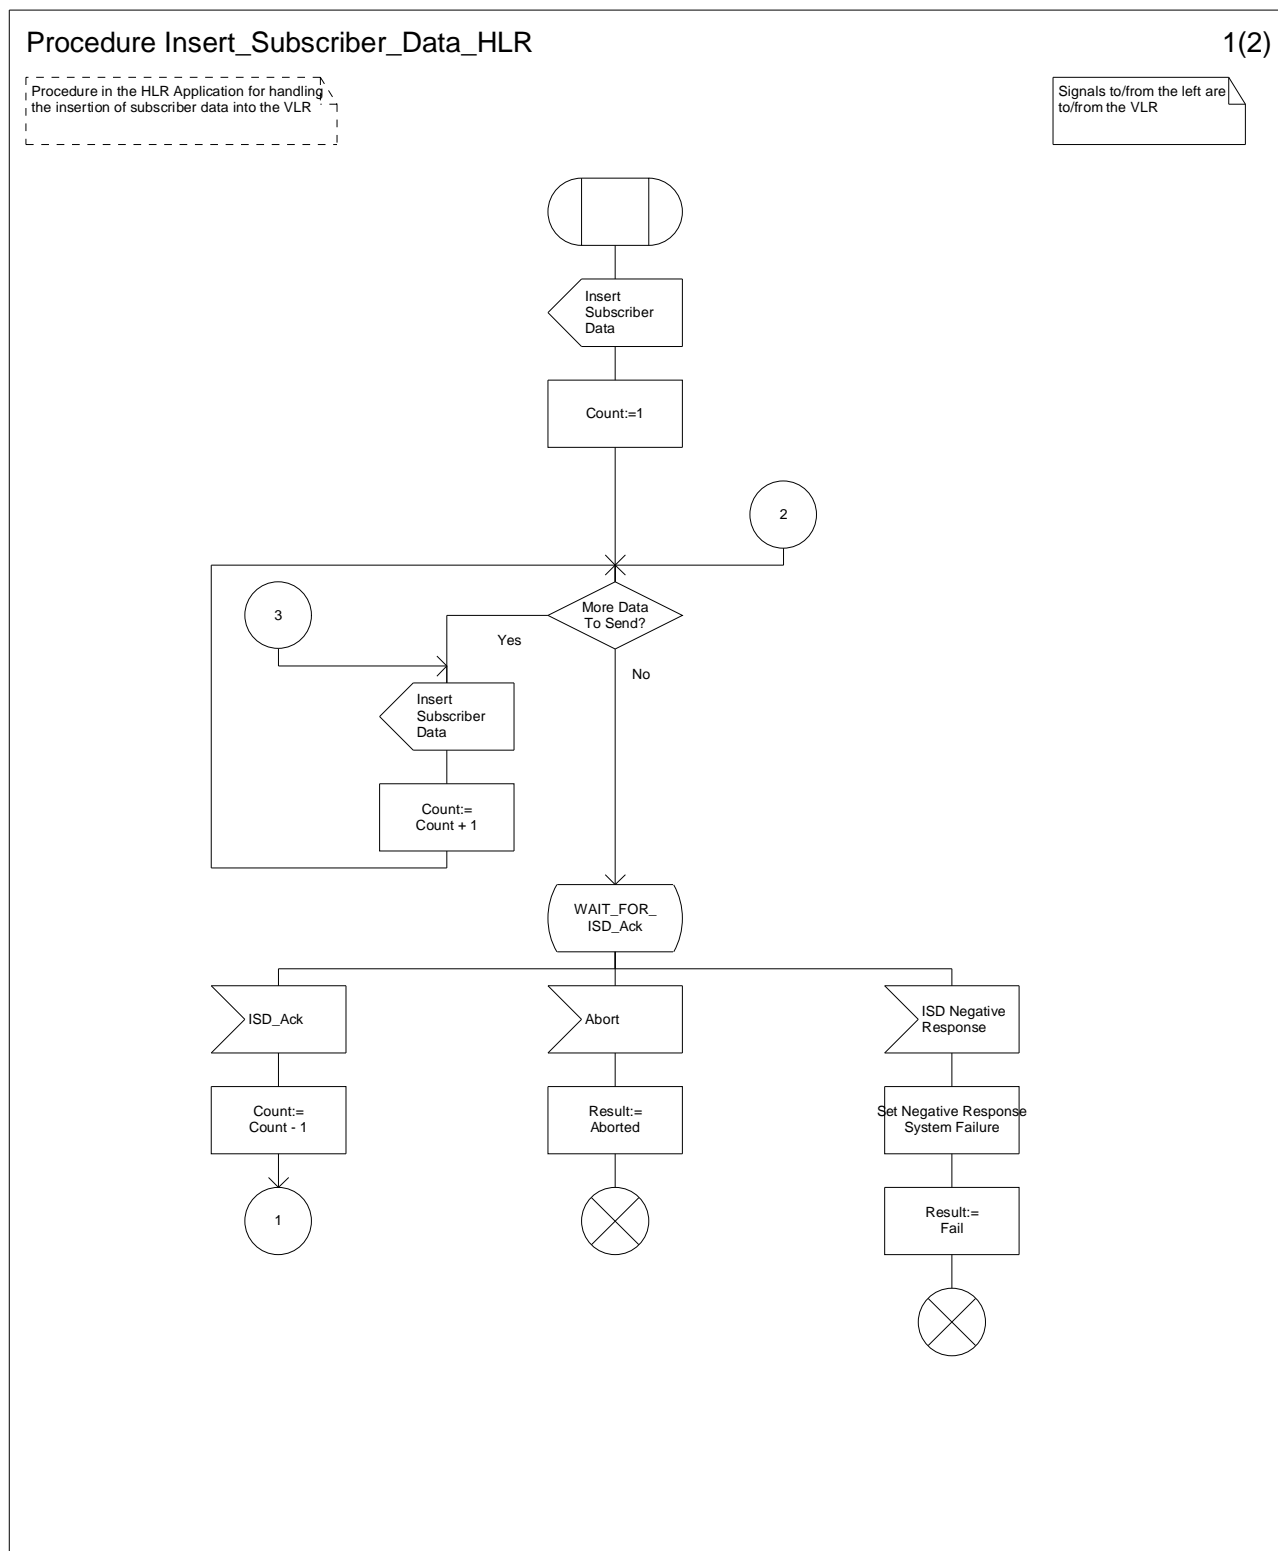 Procedure Insert_Subscriber_Data_HLR
1(2)
Procedure in the HLR Application for handling
the insertion of subscriber data into the VLR
Signals to/from the left are
to/from the VLR
Insert
Subscriber
Data
Count:=1
2
3
More Data
To Send?
Yes
No
Insert
Subscriber
Data
Count:=
Count + 1
WAIT_FOR_
ISD_Ack
ISD_Ack
Abort
ISD Negative
Response
Count:=
Count - 1
Result:=
Aborted
Set Negative Response
System Failure
1
Result:=
Fail